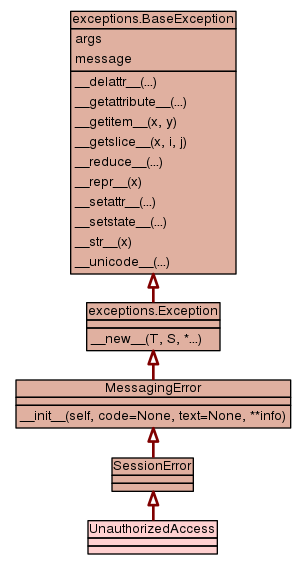 exceptions.BaseException
args
message
__delattr__(...)
__getattribute__(...)
__getitem__(x, y)
__getslice__(x, i, j)
__reduce__(...)
__repr__(x)
__setattr__(...)
__setstate__(...)
__str__(x)
__unicode__(...)
exceptions.Exception
__new__(T, S, *...)
MessagingError
__init__(self, code=None, text=None, **info)
SessionError
UnauthorizedAccess